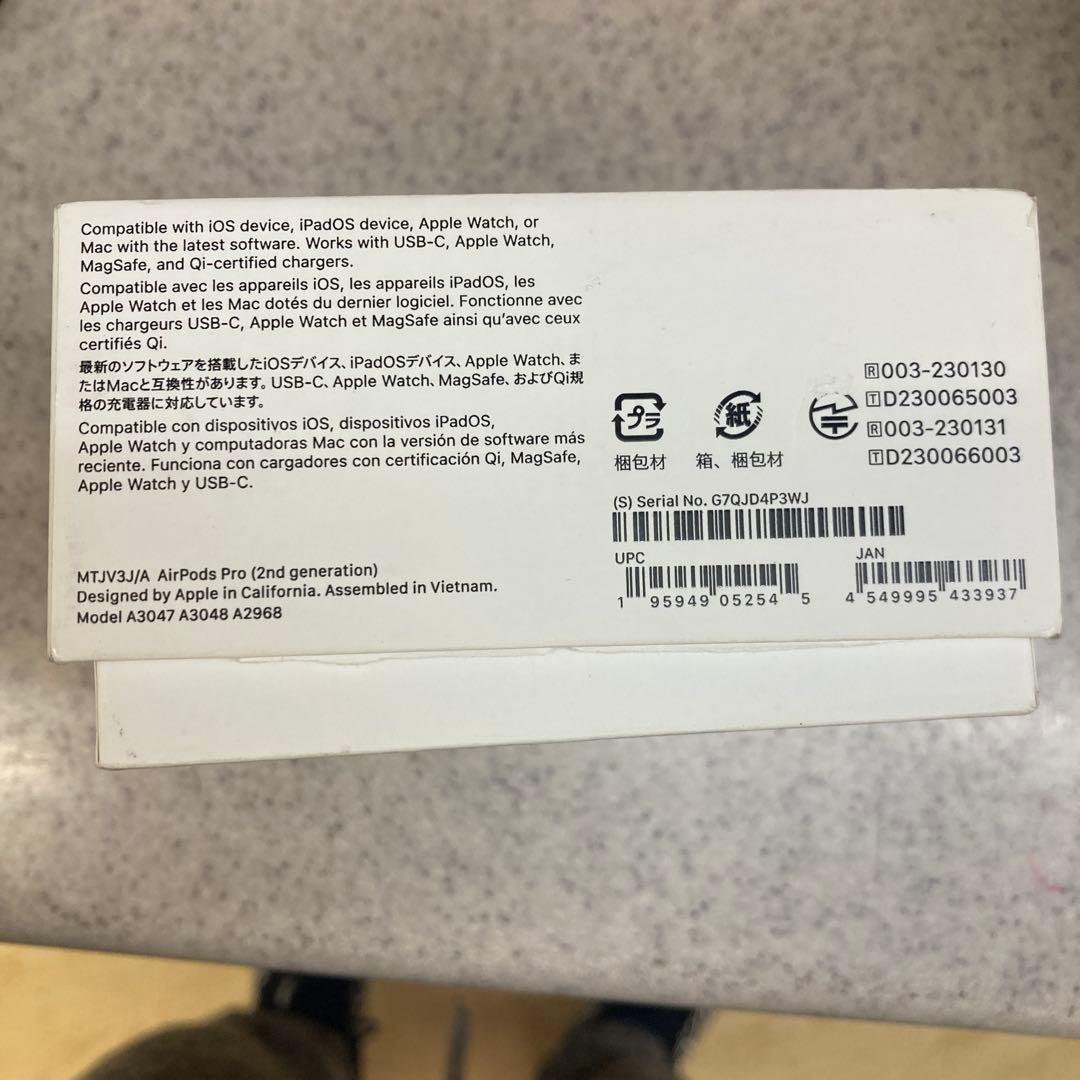 Compatible with iOS device, iPadOS device, Apple Watch, or
Mac with the latest software. Works with USB-C, Apple Watch,
MagSafe, and Qi-certified chargers.
Compatible avec les appareils iOS, les appareils iPadOS, les
Apple Watch et les Mac dotés du dernier logiciel. Fonctionne avec
les chargeurs USB-C, Apple Watch et MagSafe ainsi qu'avec ceux
certifiés Qi.
最新のソフトウェアを搭載したiOSデバイス、iPadOSデバイス、Apple Watch、ま
たはMacと互換性があります。USB-C、Apple Watch、MagSafe、およびQi規
格の充電器に対応しています。
Compatible con dispositivos iOS, dispositivos iPadOS,
Apple Watch y computadoras Mac con la versión de software más
reciente. Funciona con cargadores con certificación Qi, MagSafe,
Apple Watch y USB-C.
MTJV3J/A AirPods Pro (2nd generation)
Designed by Apple in California. Assembled in Vietnam.
Model A3047 A3048 A2968
プラ
梱包材
紙
箱、梱包材
R 003-230130
T D230065003
R 003-230131
T D230066003
(S) Serial No. G7QJD4P3WJ
UPC
1 95949 05254 5
JAN
4 549995 433937